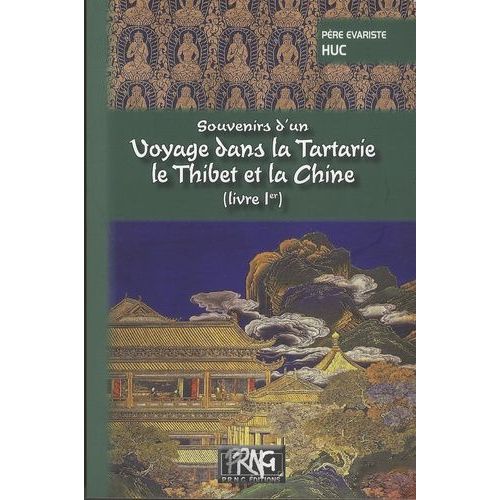 PÈRE EVARISTE
HUC
Souvenirs d'un
Voyage dans la Tartarie
le Thibet et la Chine
(livre Ier)
PRNG
P.R.N.G. EDITIONS